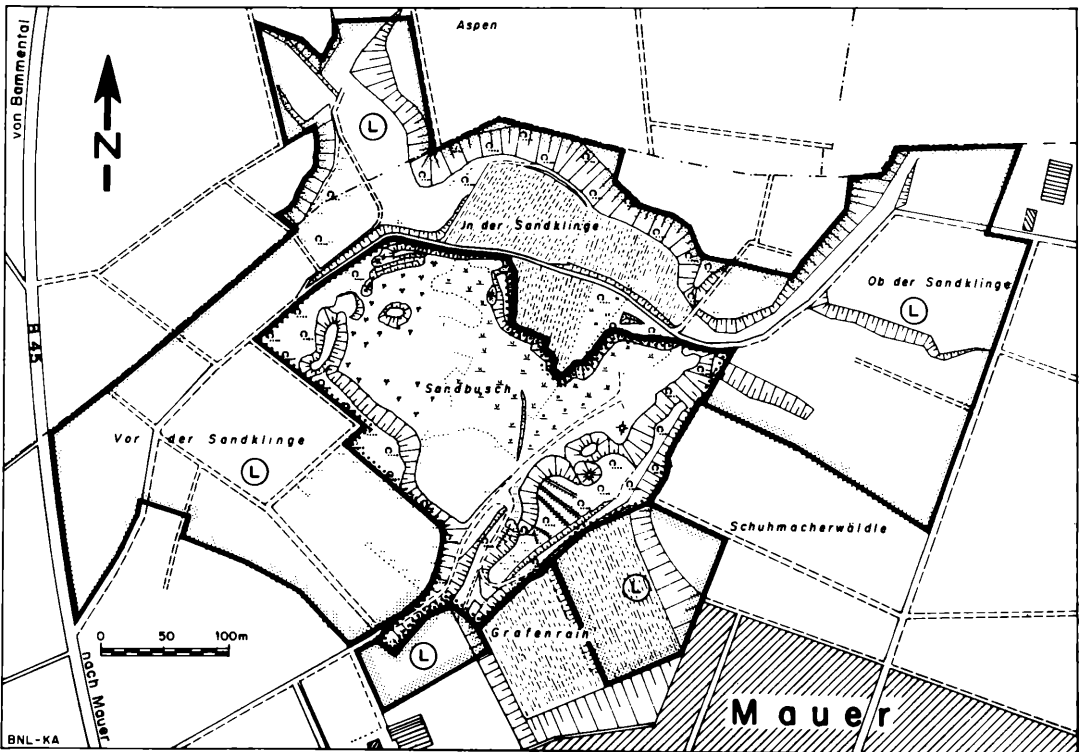 Aspen
von Bammental
N
L
In der Sandklinge
Ob der Sandklinge
L
B 45
Sandbusch
Vor der Sandklinge
L
Schuhmacherwäldle
L
0 50 100m
Grafenrain
L
nach Mauer
Mauer
BNL-KA